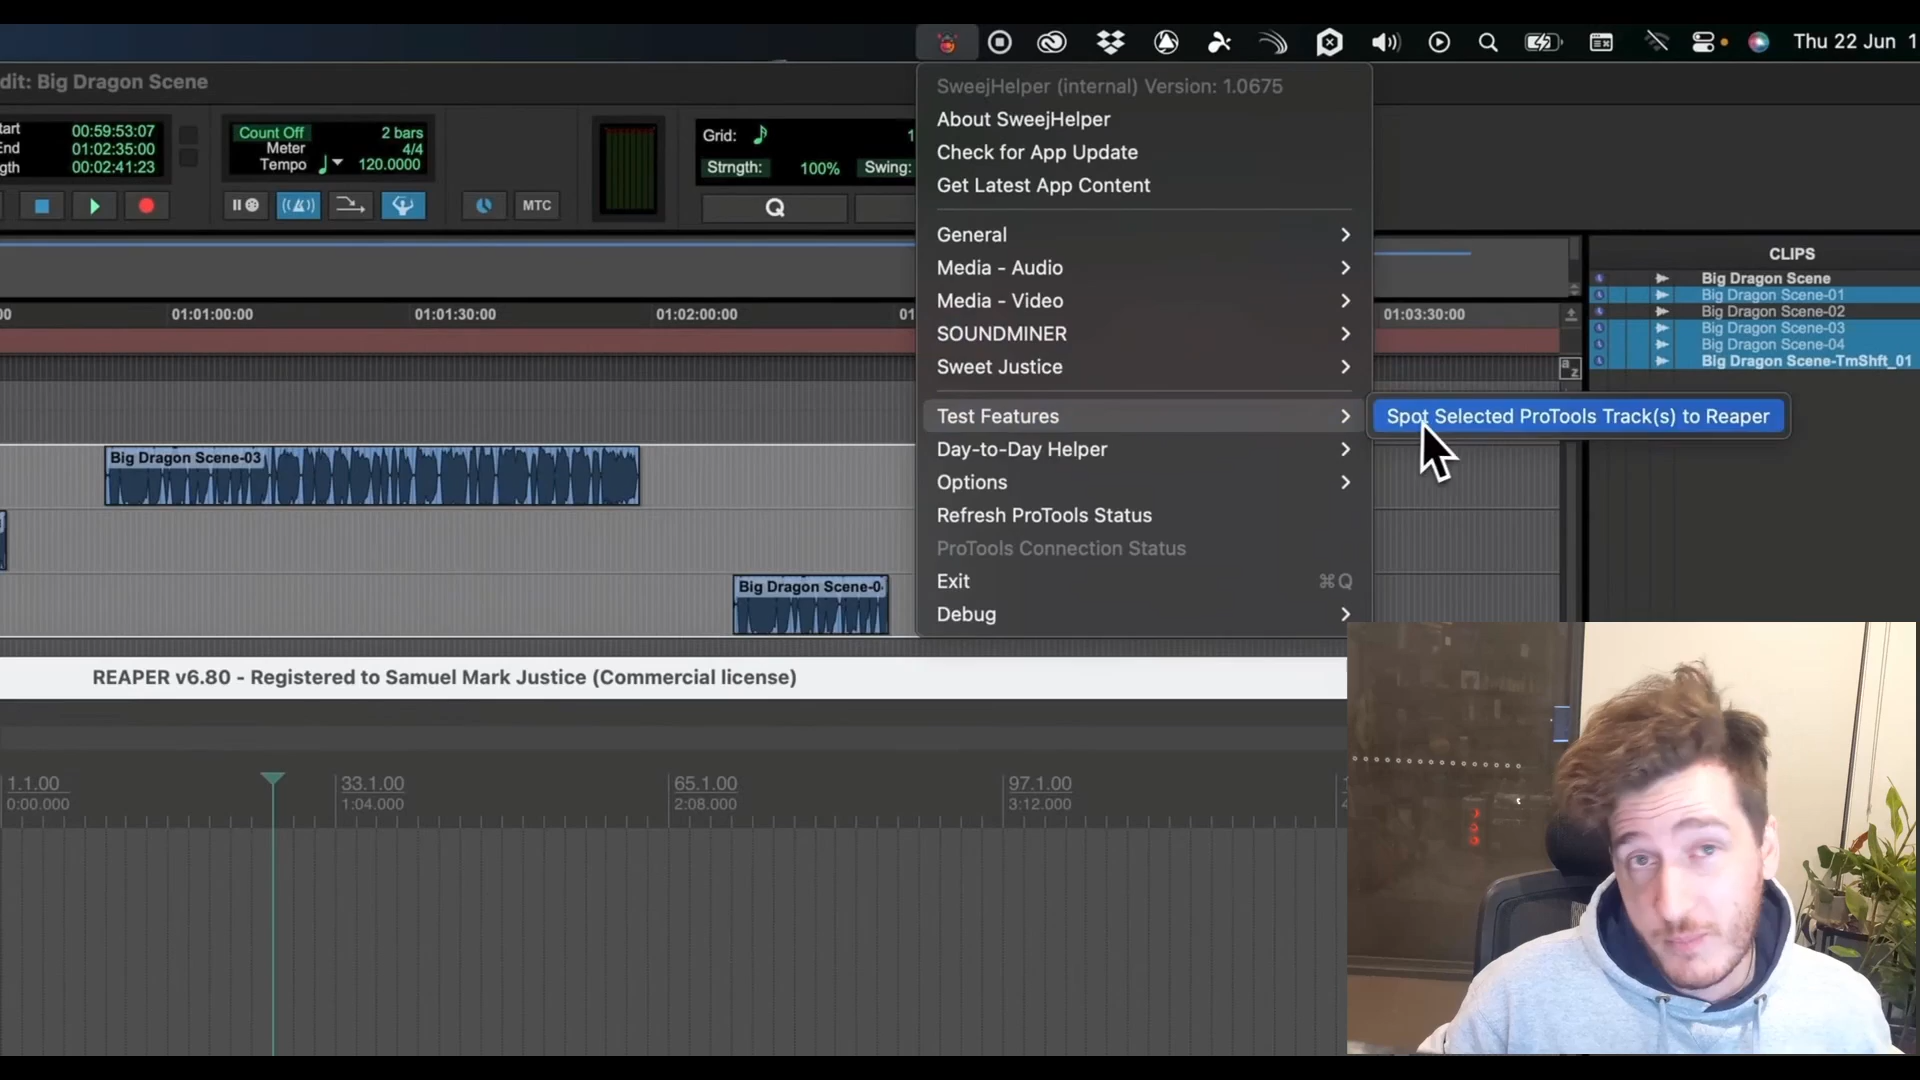 Thu 22 Jun 1
dit: Big Dragon Scene
tart 00:59:53:07
End 01:02:35:00
gth 00:02:41:23
Count Off 2 bars
Meter 4/4
Tempo 120.0000
Grid: 1
Strngth: 100% Swing:
MTC
Q
SweejHelper (internal) Version: 1.0675
About SweejHelper
Check for App Update
Get Latest App Content
General
Media - Audio
Media - Video
SOUNDMINER
Sweet Justice
Test Features
Spot Selected ProTools Track(s) to Reaper
Day-to-Day Helper
Options
Refresh ProTools Status
ProTools Connection Status
Exit ⌘Q
Debug
CLIPS
Big Dragon Scene
Big Dragon Scene-01
Big Dragon Scene-02
Big Dragon Scene-03
Big Dragon Scene-04
Big Dragon Scene-TmShft_01
00 01:01:00:00 01:01:30:00 01:02:00:00 01 01:03:30:00
a z
Big Dragon Scene-03
Big Dragon Scene-0
REAPER v6.80 - Registered to Samuel Mark Justice (Commercial license)
1.1.00 33.1.00 65.1.00 97.1.00
0:00.000 1:04.000 2:08.000 3:12.000